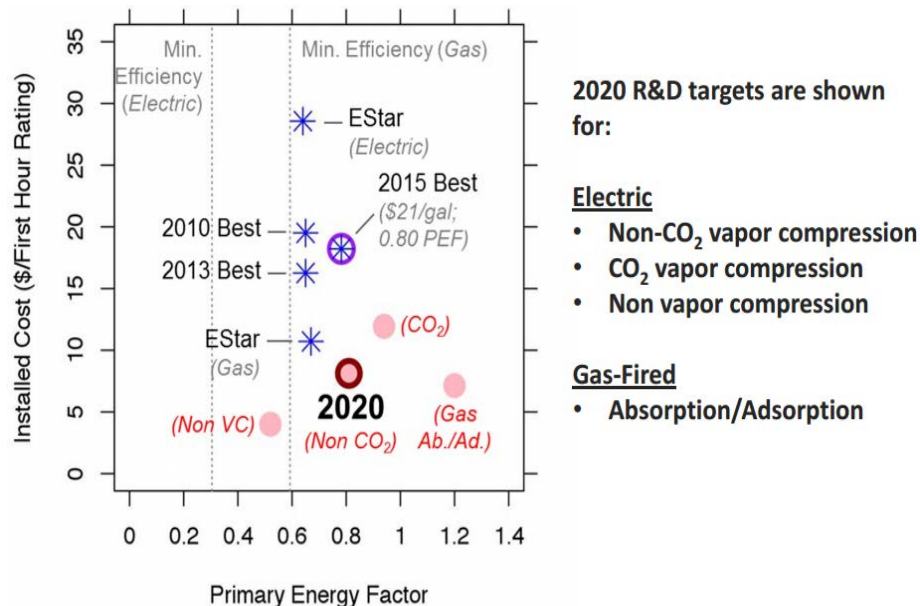 Installed Cost ($/First Hour Rating)
35
30
25
20
15
10
5
0
Min.
Efficiency
(Electric)
Min. Efficiency (Gas)
EStar
(Electric)
2015 Best
($21/gal;
0.80 PEF)
2010 Best
2013 Best
(CO₂)
EStar
(Gas)
2020
(Non CO₂)
(Non VC)
(Gas
Ab./Ad.)
0 0.2 0.4 0.6 0.8 1 1.2 1.4
Primary Energy Factor
2020 R&D targets are shown
for:
Electric
• Non-CO₂ vapor compression
• CO₂ vapor compression
• Non vapor compression
Gas-Fired
• Absorption/Adsorption